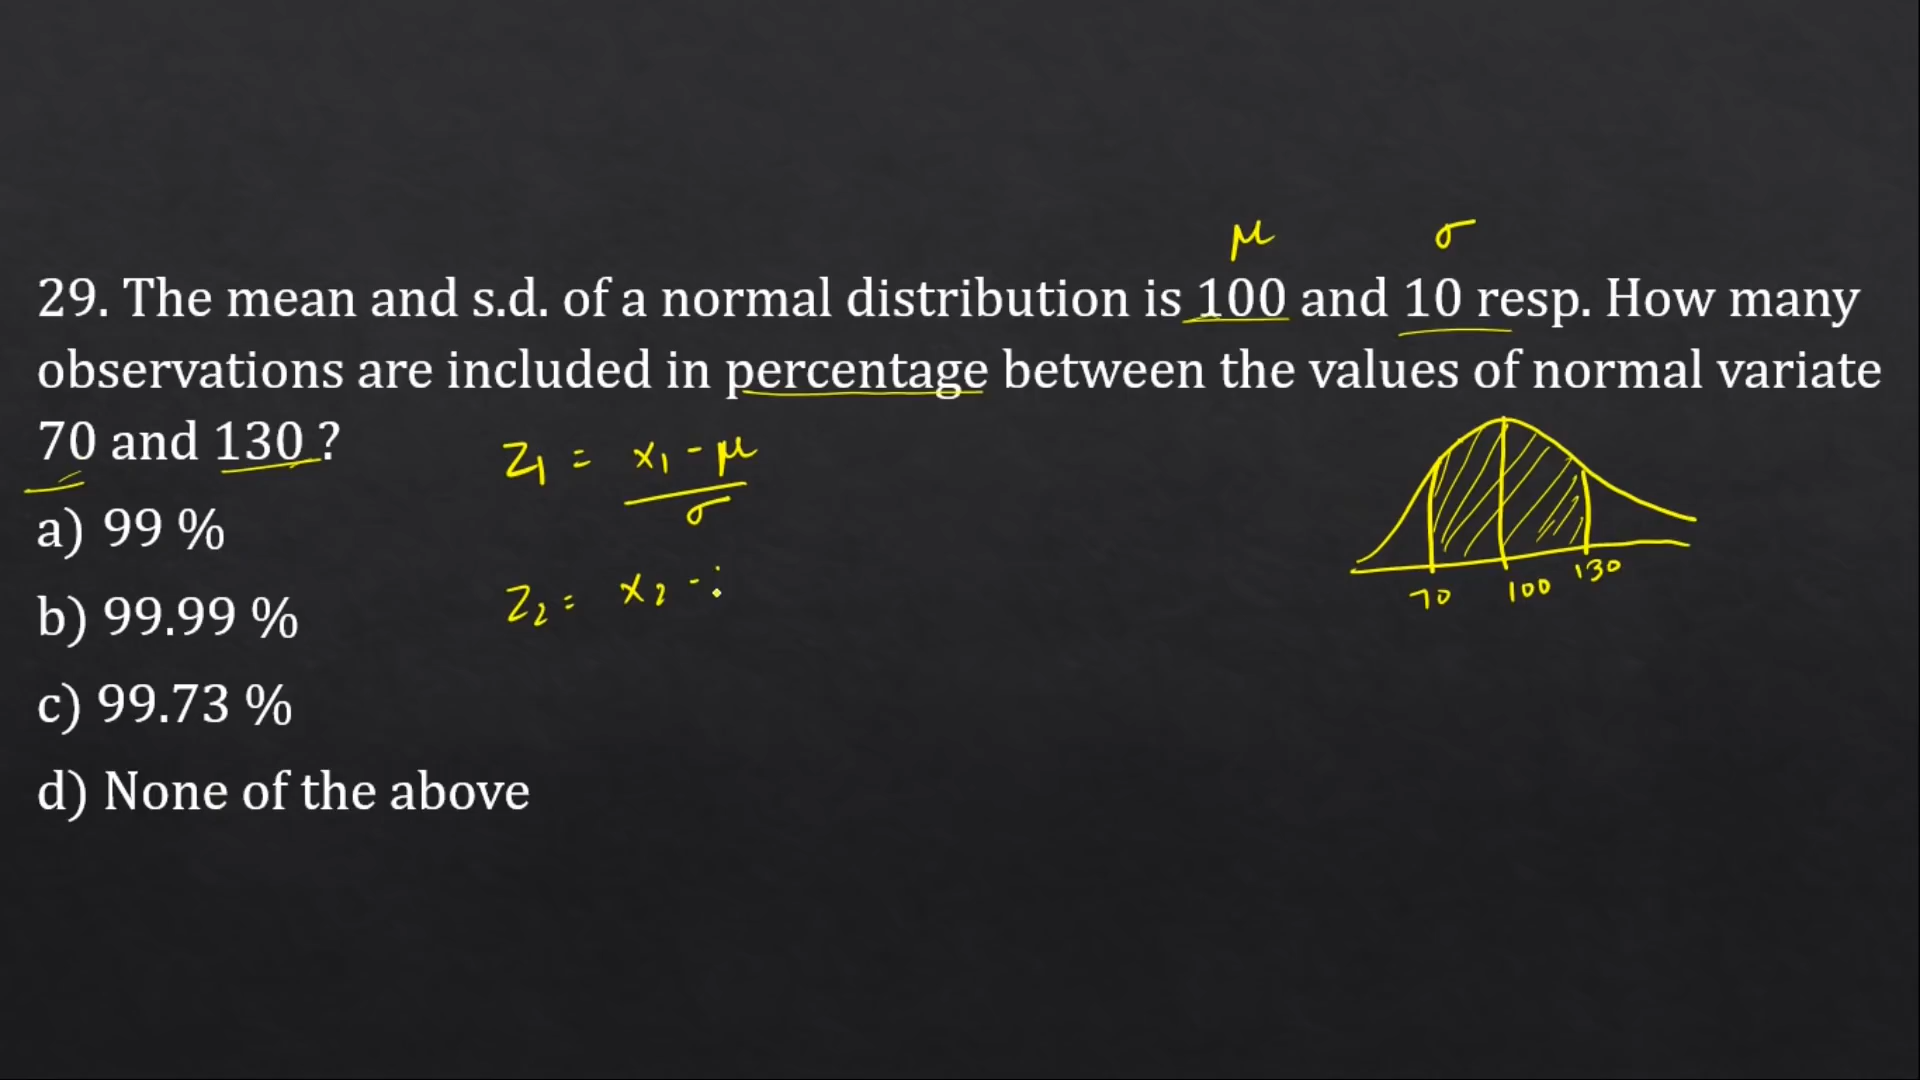 μ σ
29. The mean and s.d. of a normal distribution is 100 and 10 resp. How many
observations are included in percentage between the values of normal variate
70 and 130 ?
z₁ = x₁ - μ
σ
a) 99 %
z₂ = x₂ -
70 100 130
b) 99.99 %
c) 99.73 %
d) None of the above